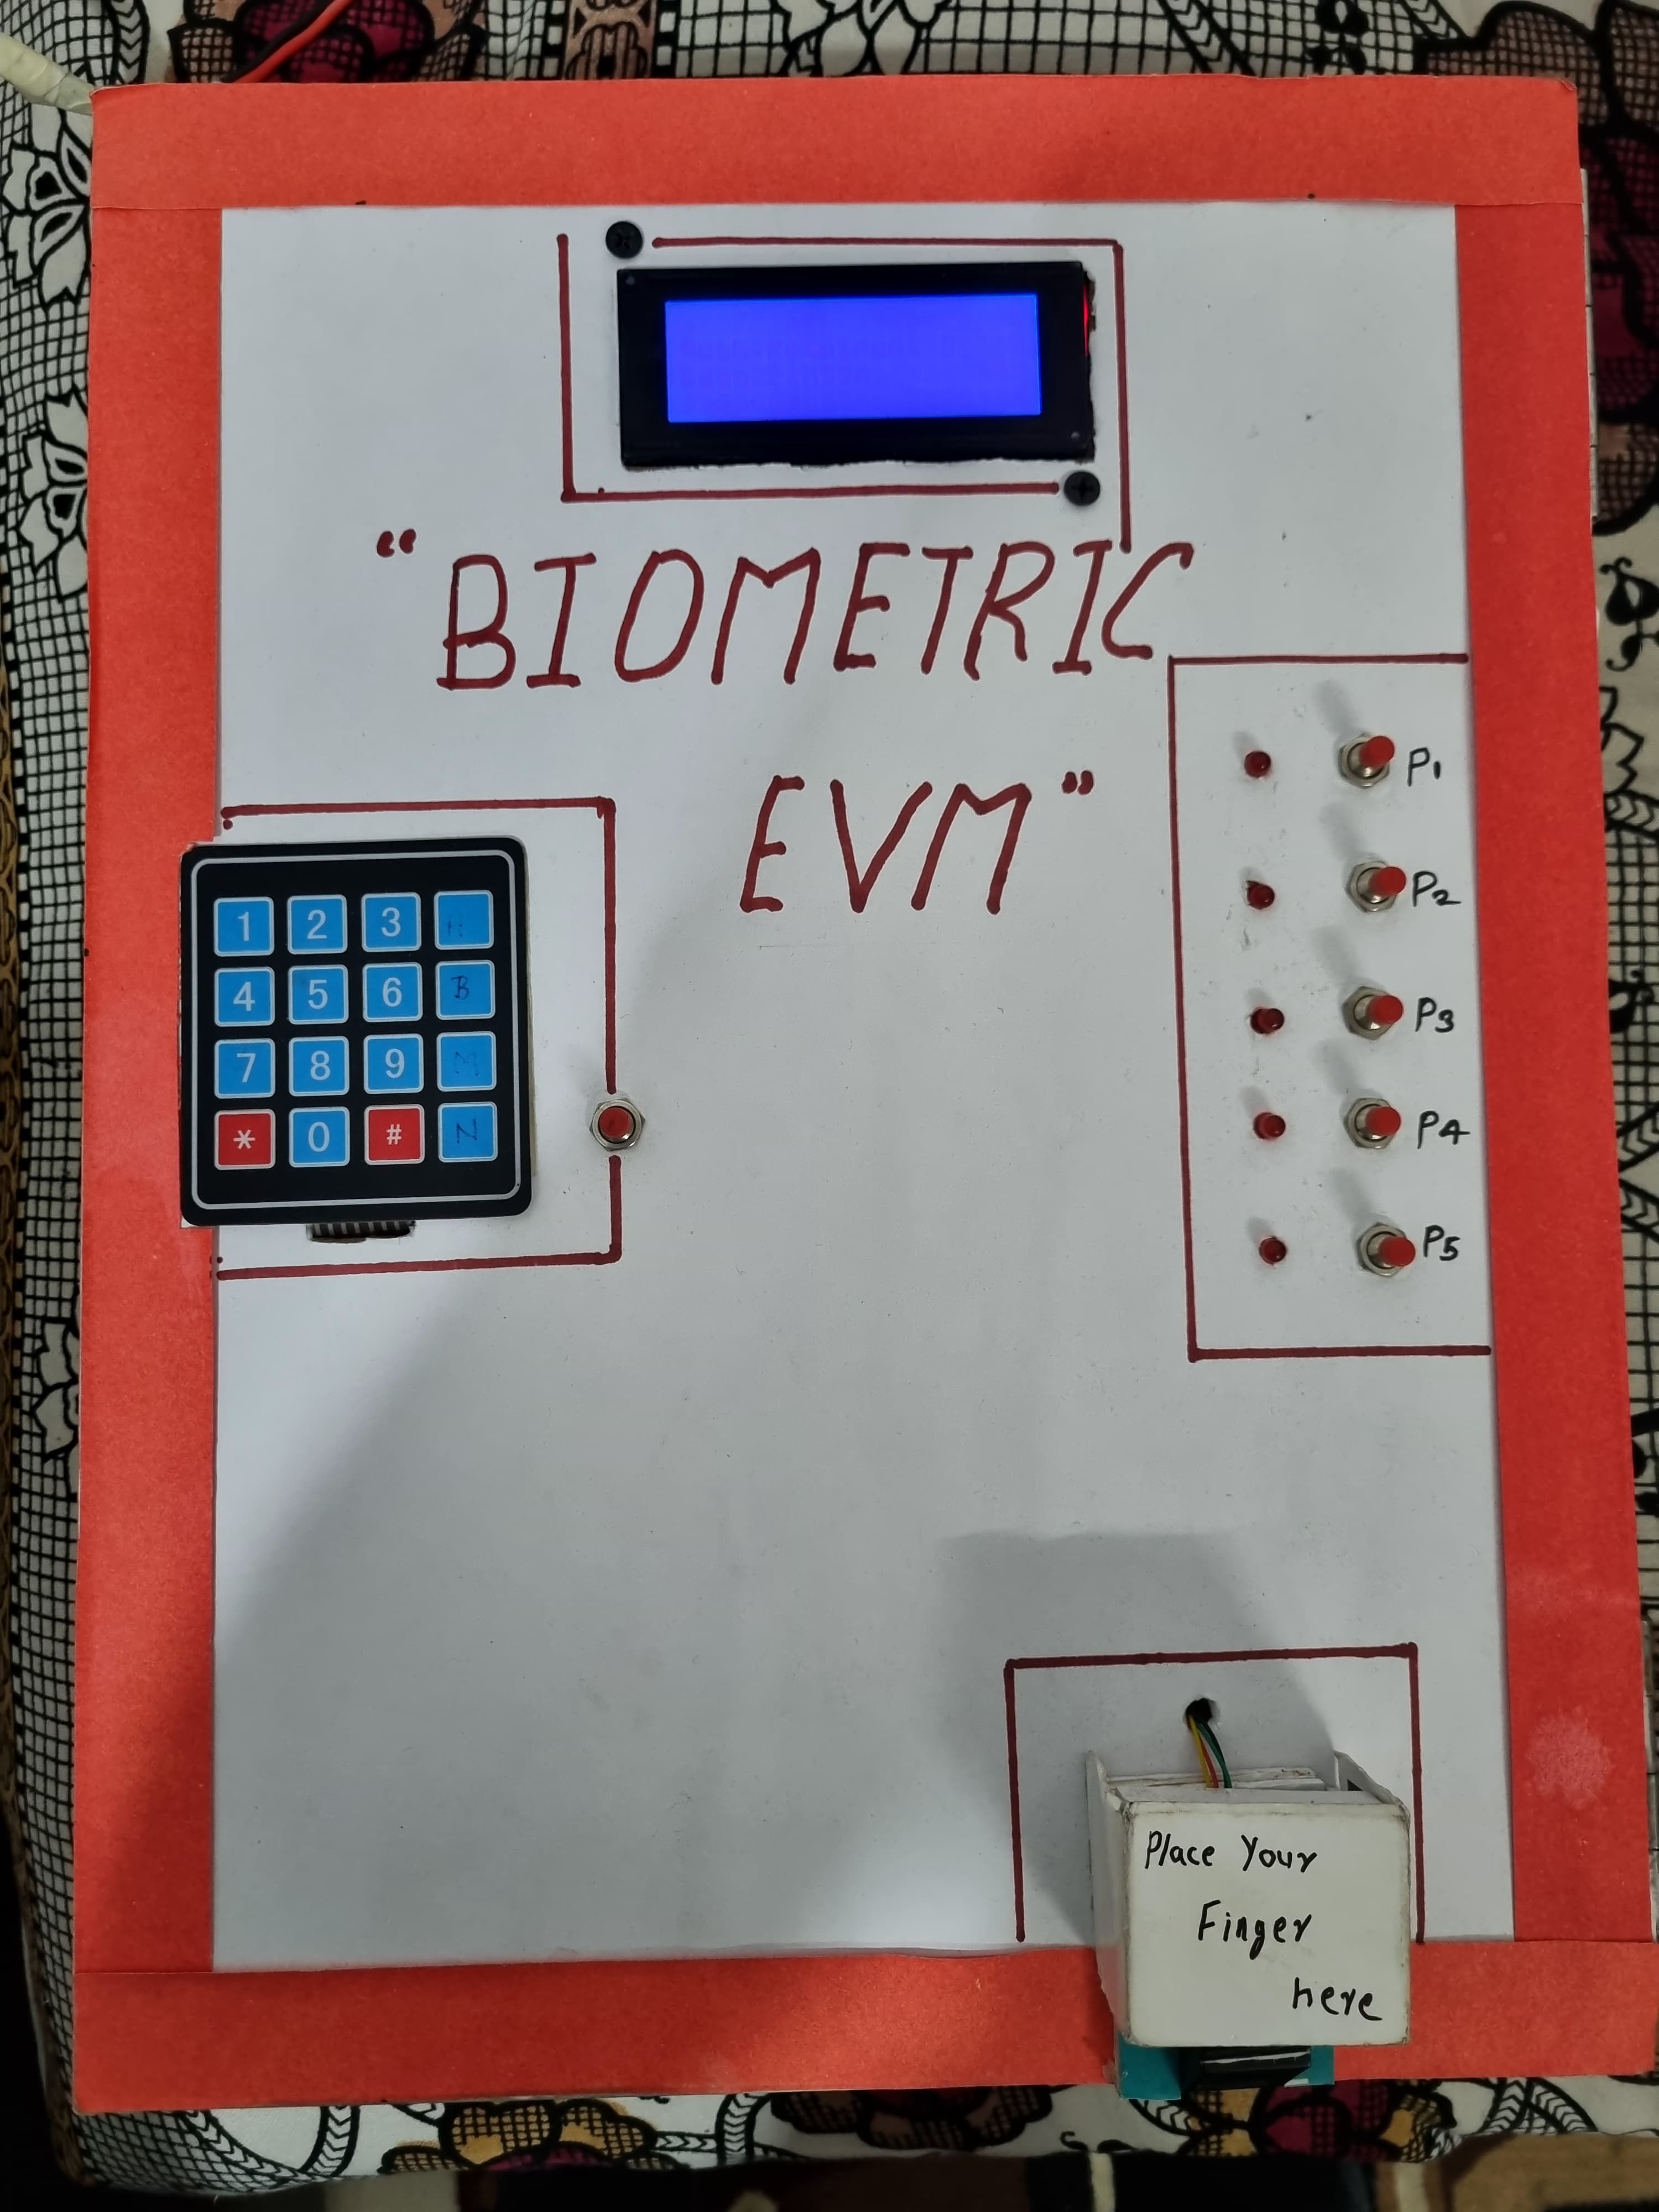 “BIOMETRIC
EVM”
P1
P2
P3
P4
P5
1 2 3
4 5 6 B
7 8 9 M
* 0 # N
Place Your
Finger
here